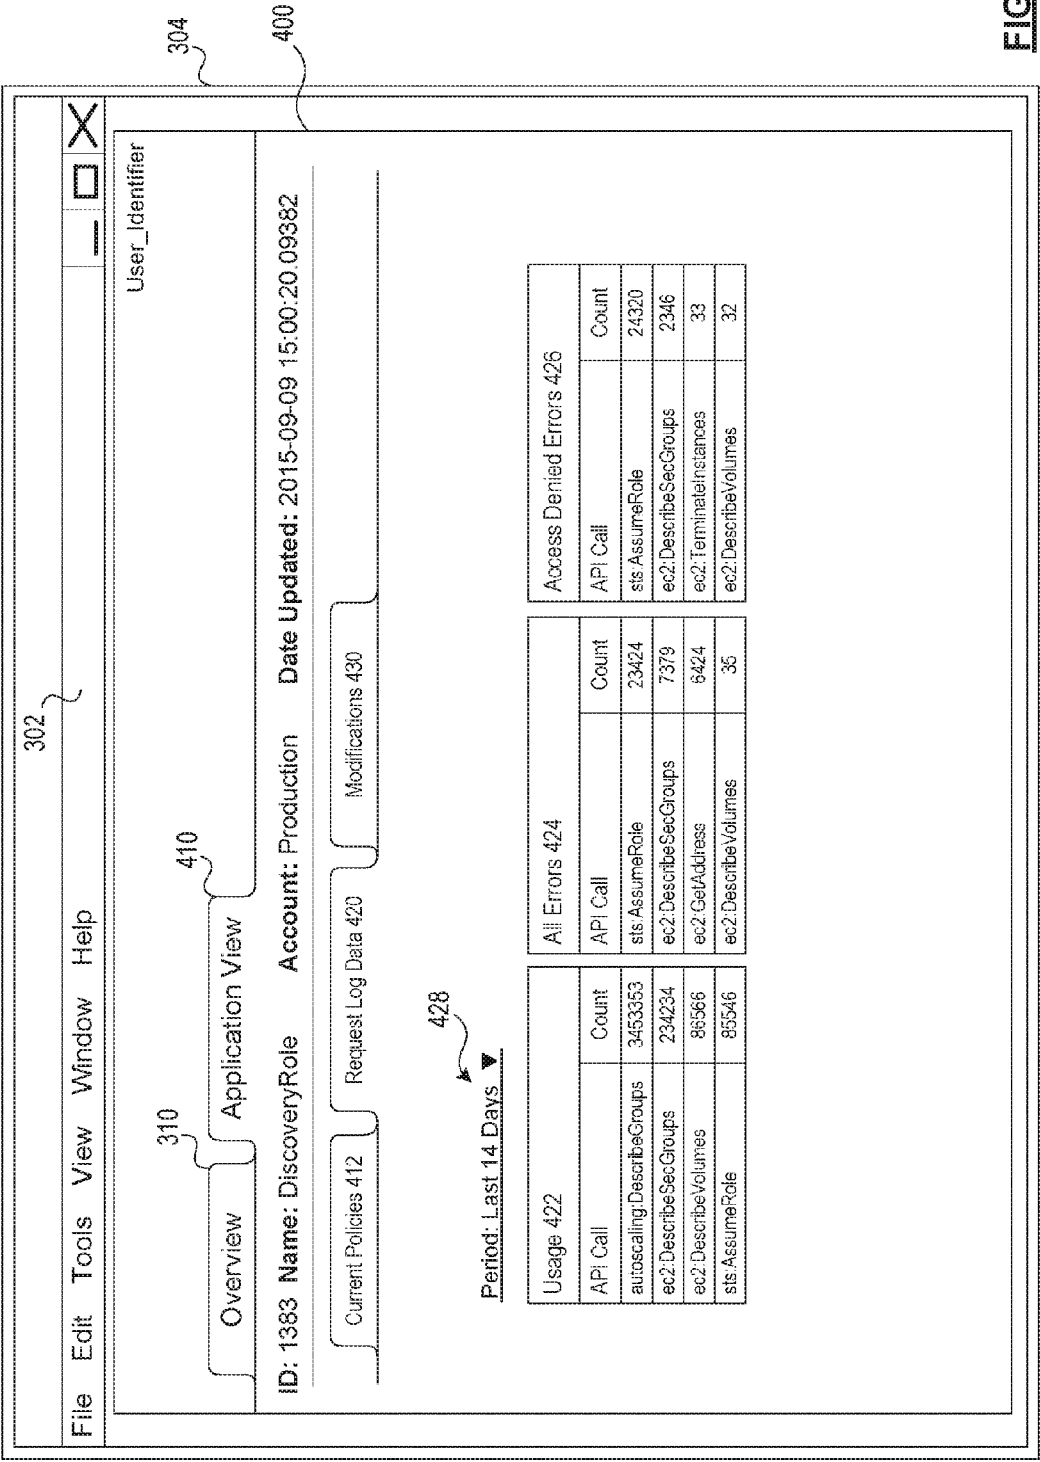 302
304
File Edit Tools View Window Help
User_Identifier
310
410
400
Overview
Application View
ID: 1383 Name: DiscoveryRole Account: Production Date Updated: 2015-09-09 15:00:20.09382
Current Policies 412
Request Log Data 420
Modifications 430
428
Period: Last 14 Days ▼
Usage 422
API Call Count
autoscaling:DescribeGroups 3453353
ec2:DescribeSecGroups 234234
ec2:DescribeVolumes 86566
sts:AssumeRole 85546
All Errors 424
API Call Count
sts:AssumeRole 23424
ec2:DescribeSecGroups 7379
ec2:GetAddress 6424
ec2:DescribeVolumes 35
Access Denied Errors 426
API Call Count
sts:AssumeRole 24320
ec2:DescribeSecGroups 2346
ec2:TerminateInstances 33
ec2:DescribeVolumes 32